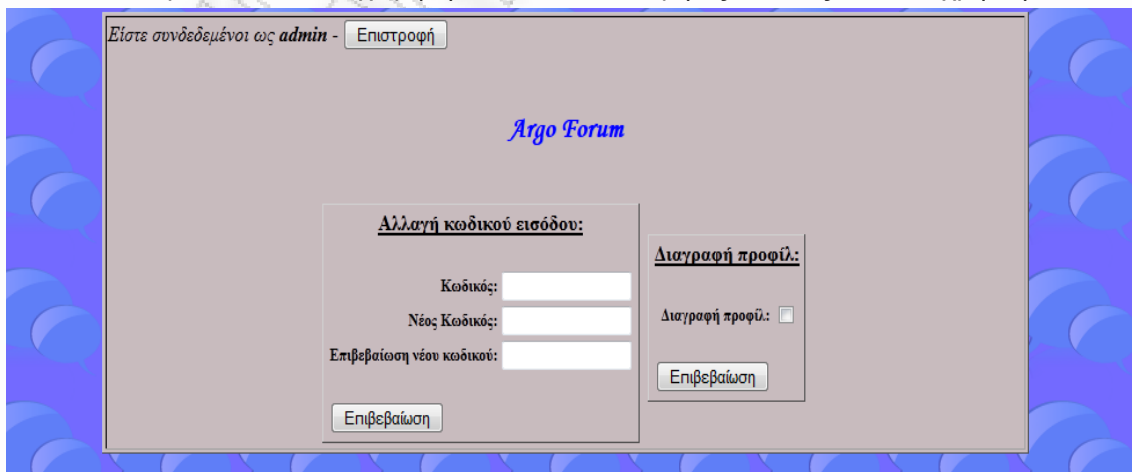 Είστε συνδεδεμένοι ως admin - Επιστροφή
Argo Forum
Αλλαγή κωδικού εισόδου:
Κωδικός:
Νέος Κωδικός:
Επιβεβαίωση νέου κωδικού:
Επιβεβαίωση
Διαγραφή προφίλ:
Διαγραφή προφίλ:
Επιβεβαίωση